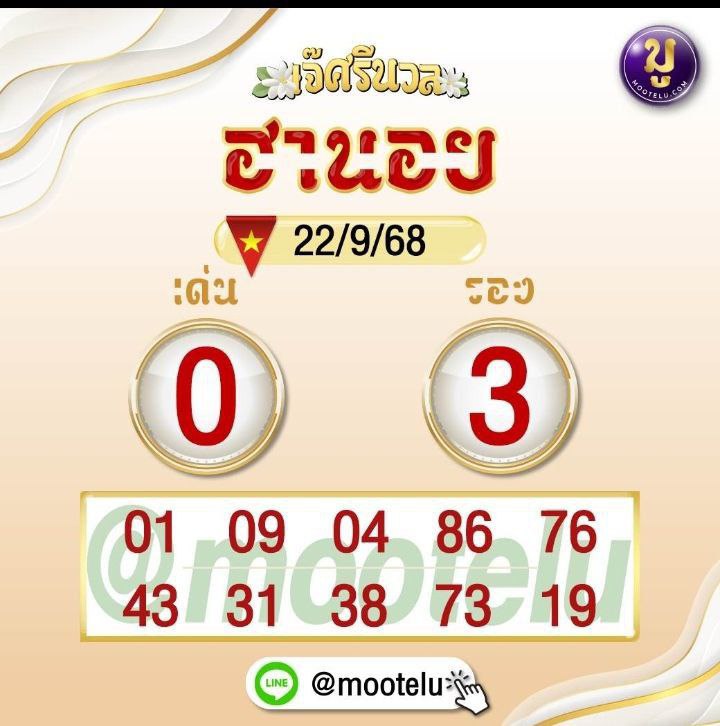 เจ๊ศรีนวล
มู
MOOTELU.COM
ฮานอย
22/9/68
เด่น รอง
0 3
01 09 04 86 76
@mootelu
43 31 38 73 19
LINE @mootelu